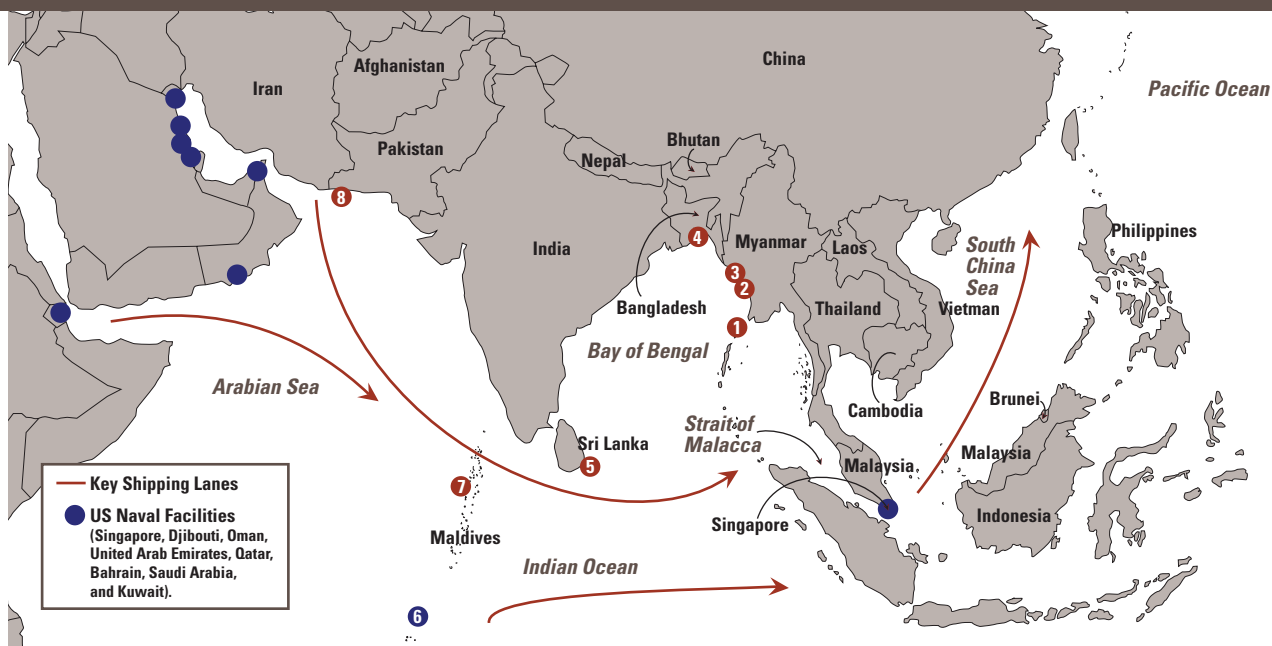 China
Afghanistan
Iran
Pacific Ocean
Bhutan
Pakistan
Nepal
8
India
4
Myanmar
Laos
South
China
Sea
Philippines
3
2
Bangladesh
Thailand
Vietman
1
Bay of Bengal
Arabian Sea
Cambodia
Brunei
Strait of
Malacca
Sri Lanka
5
Malaysia
Malaysia
7
Singapore
Indonesia
Maldives
Indian Ocean
6
Key Shipping Lanes
US Naval Facilities
(Singapore, Djibouti, Oman,
United Arab Emirates, Qatar,
Bahrain, Saudi Arabia,
and Kuwait).